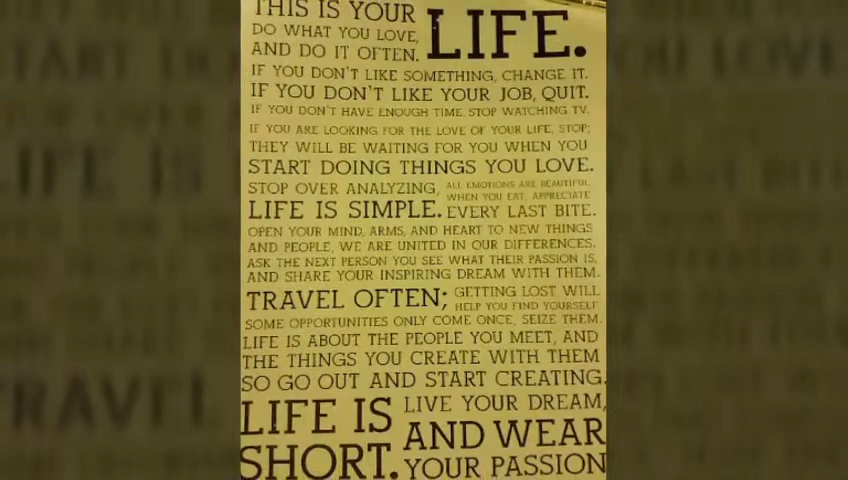 THIS IS YOUR LIFE.
DO WHAT YOU LOVE,
AND DO IT OFTEN.
IF YOU DON'T LIKE SOMETHING, CHANGE IT.
IF YOU DON'T LIKE YOUR JOB, QUIT.
IF YOU DON'T HAVE ENOUGH TIME, STOP WATCHING TV.
IF YOU ARE LOOKING FOR THE LOVE OF YOUR LIFE, STOP;
THEY WILL BE WAITING FOR YOU WHEN YOU
START DOING THINGS YOU LOVE.
STOP OVER ANALYZING,
LIFE IS SIMPLE.
ALL EMOTIONS ARE BEAUTIFUL.
WHEN YOU EAT, APPRECIATE
EVERY LAST BITE.
OPEN YOUR MIND, ARMS, AND HEART TO NEW THINGS
AND PEOPLE, WE ARE UNITED IN OUR DIFFERENCES.
ASK THE NEXT PERSON YOU SEE WHAT THEIR PASSION IS,
AND SHARE YOUR INSPIRING DREAM WITH THEM.
TRAVEL OFTEN;
GETTING LOST WILL
HELP YOU FIND YOURSELF.
SOME OPPORTUNITIES ONLY COME ONCE, SEIZE THEM.
LIFE IS ABOUT THE PEOPLE YOU MEET, AND
THE THINGS YOU CREATE WITH THEM
SO GO OUT AND START CREATING.
LIFE IS
SHORT.
LIVE YOUR DREAM,
AND WEAR
YOUR PASSION